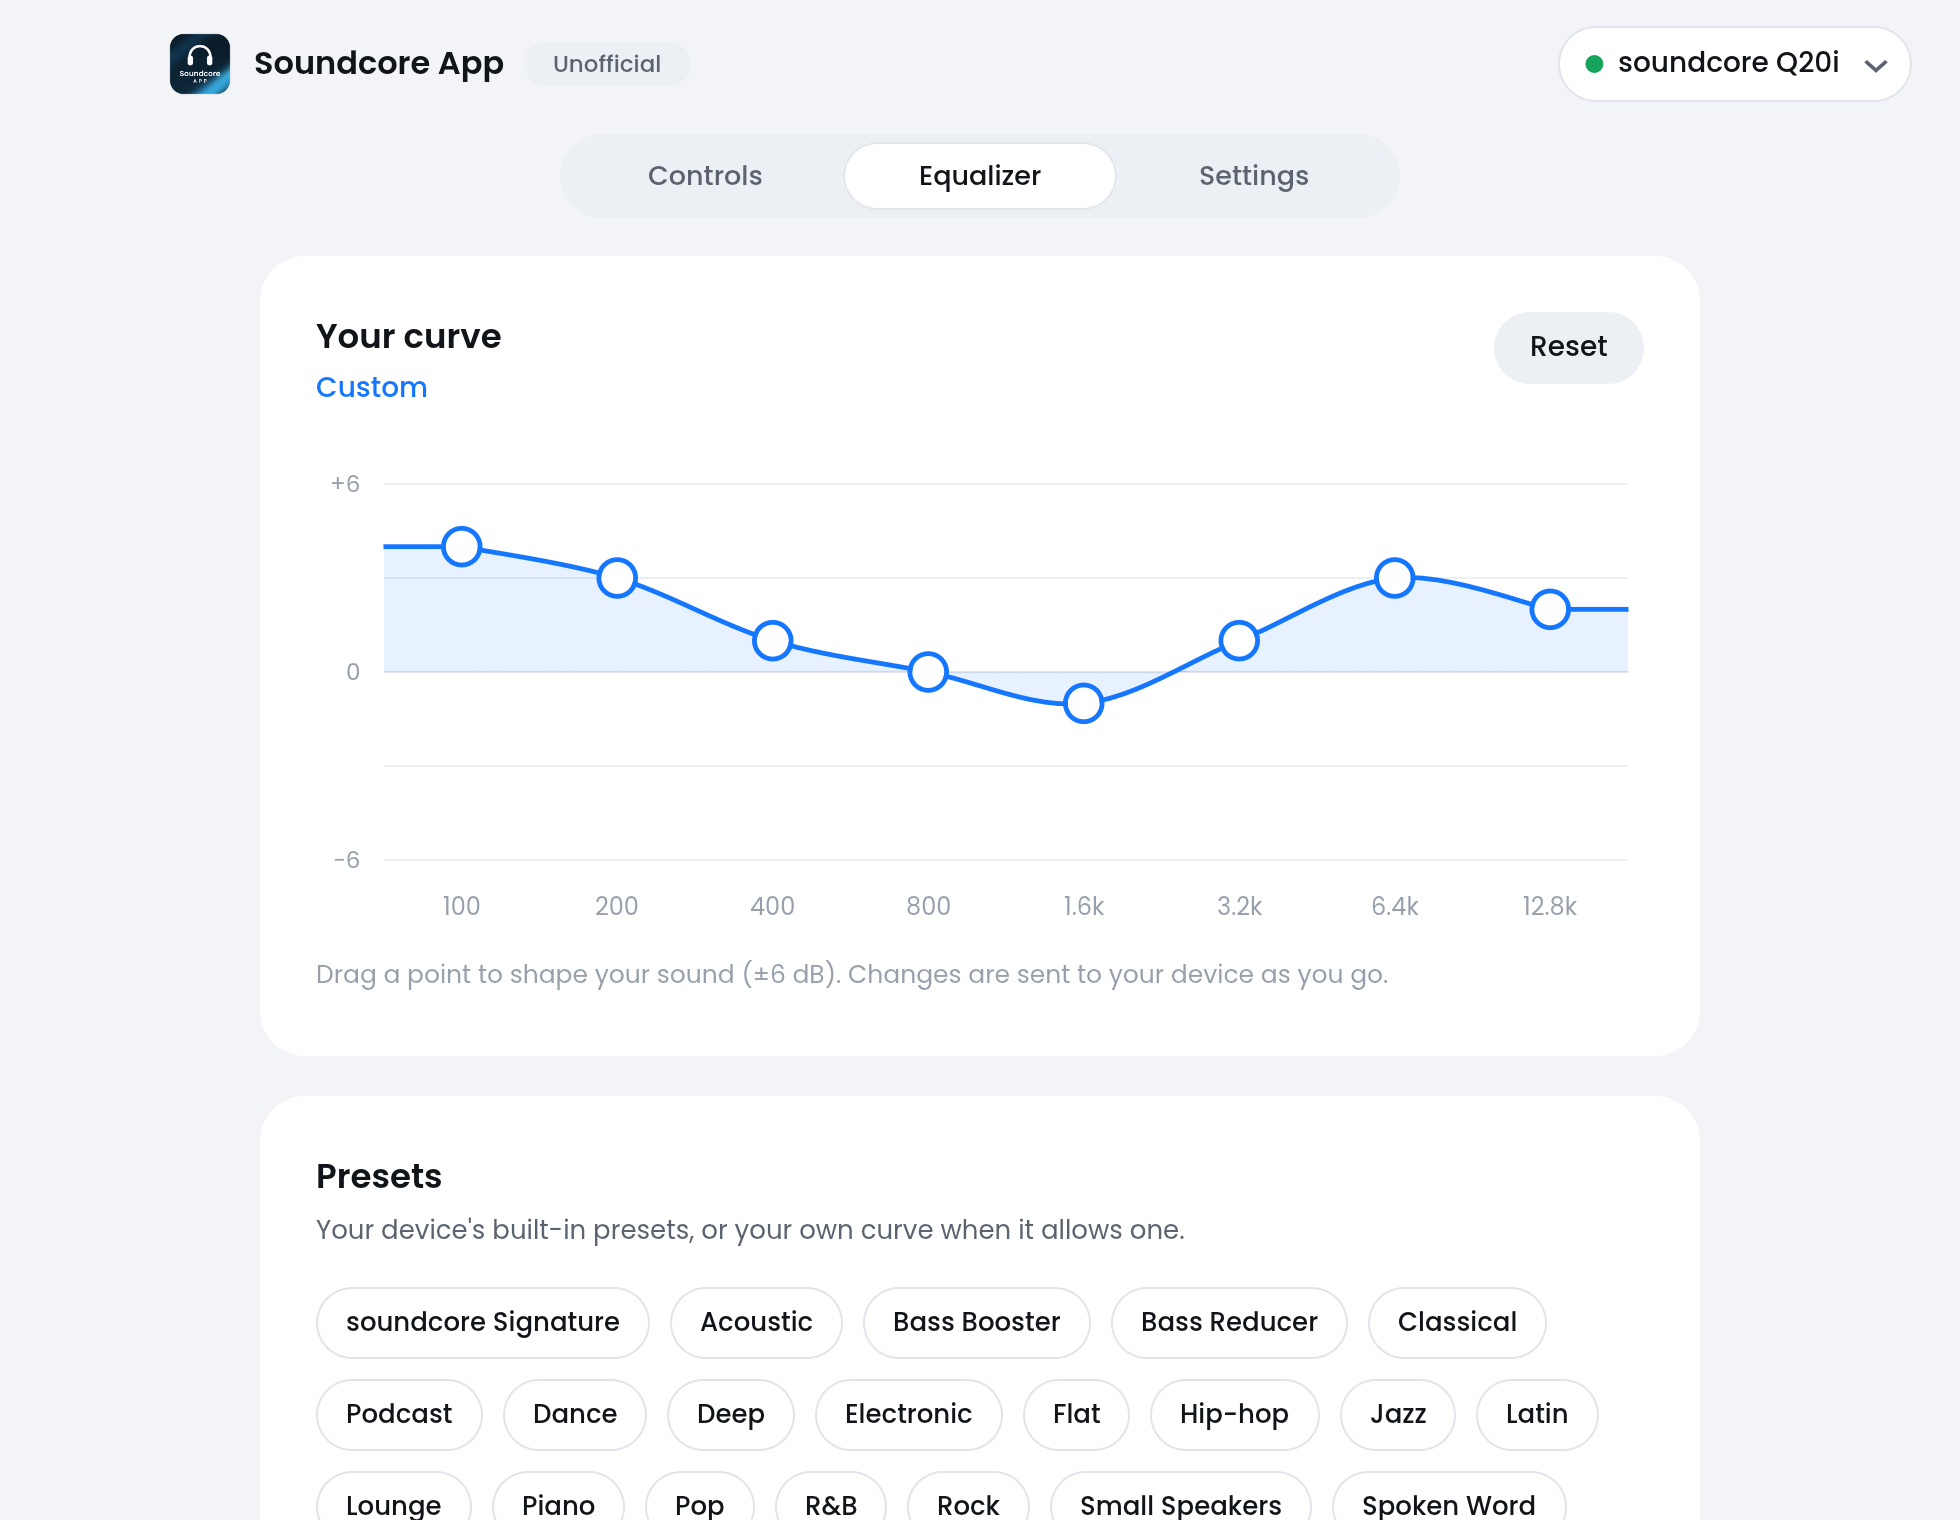 Soundcore
APP
Soundcore App
Unofficial
soundcore Q20i
Controls
Equalizer
Settings
Your curve
Custom
Reset
+6
0
-6
100 200 400 800 1.6k 3.2k 6.4k 12.8k
Drag a point to shape your sound (±6 dB). Changes are sent to your device as you go.
Presets
Your device's built-in presets, or your own curve when it allows one.
soundcore Signature Acoustic Bass Booster Bass Reducer Classical
Podcast Dance Deep Electronic Flat Hip-hop Jazz Latin
Lounge Piano Pop R&B Rock Small Speakers Spoken Word